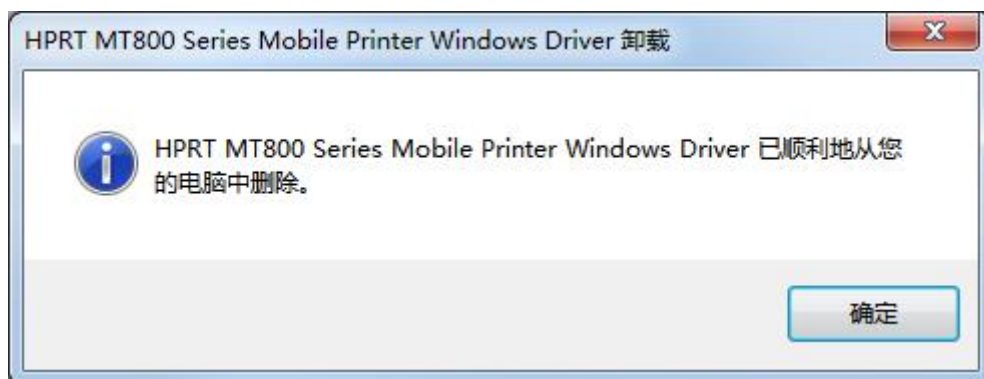 HPRT MT800 Series Mobile Printer Windows Driver 卸载
HPRT MT800 Series Mobile Printer Windows Driver 已顺利地从您
的电脑中删除。
确定